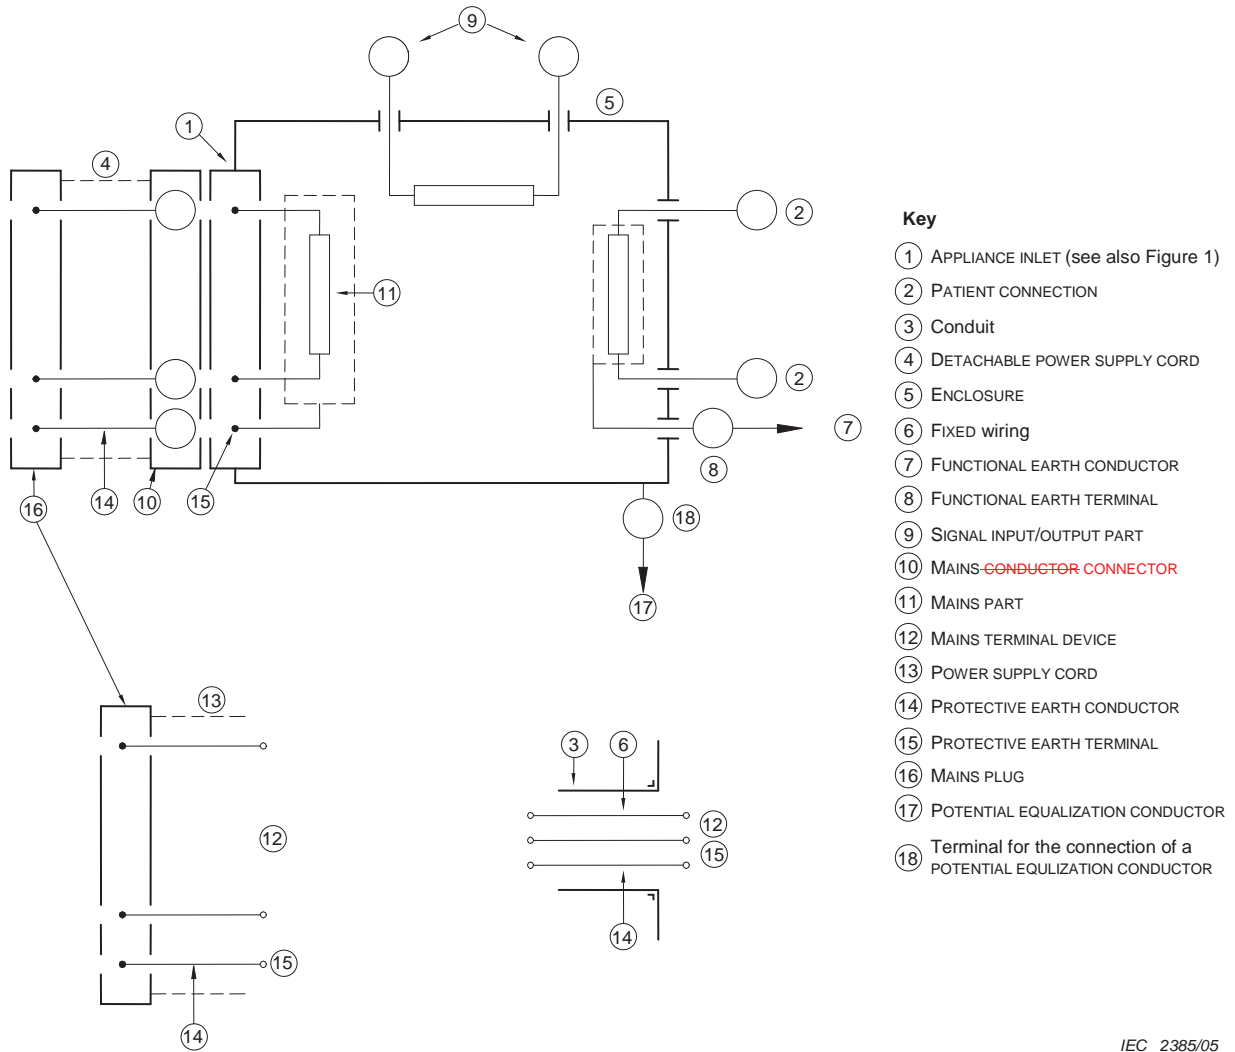 9
5
1
4
2
11
2
7
8
16
14
10
15
18
17
13
3
6
12
12
15
14
15
14
Key
1 APPLIANCE INLET (see also Figure 1)
2 PATIENT CONNECTION
3 Conduit
4 DETACHABLE POWER SUPPLY CORD
5 ENCLOSURE
6 FIXED wiring
7 FUNCTIONAL EARTH CONDUCTOR
8 FUNCTIONAL EARTH TERMINAL
9 SIGNAL INPUT/OUTPUT PART
10 MAINS CONDUCTOR CONNECTOR
11 MAINS PART
12 MAINS TERMINAL DEVICE
13 POWER SUPPLY CORD
14 PROTECTIVE EARTH CONDUCTOR
15 PROTECTIVE EARTH TERMINAL
16 MAINS PLUG
17 POTENTIAL EQUALIZATION CONDUCTOR
18 Terminal for the connection of a
POTENTIAL EQULIZATION CONDUCTOR
IEC 2385/05